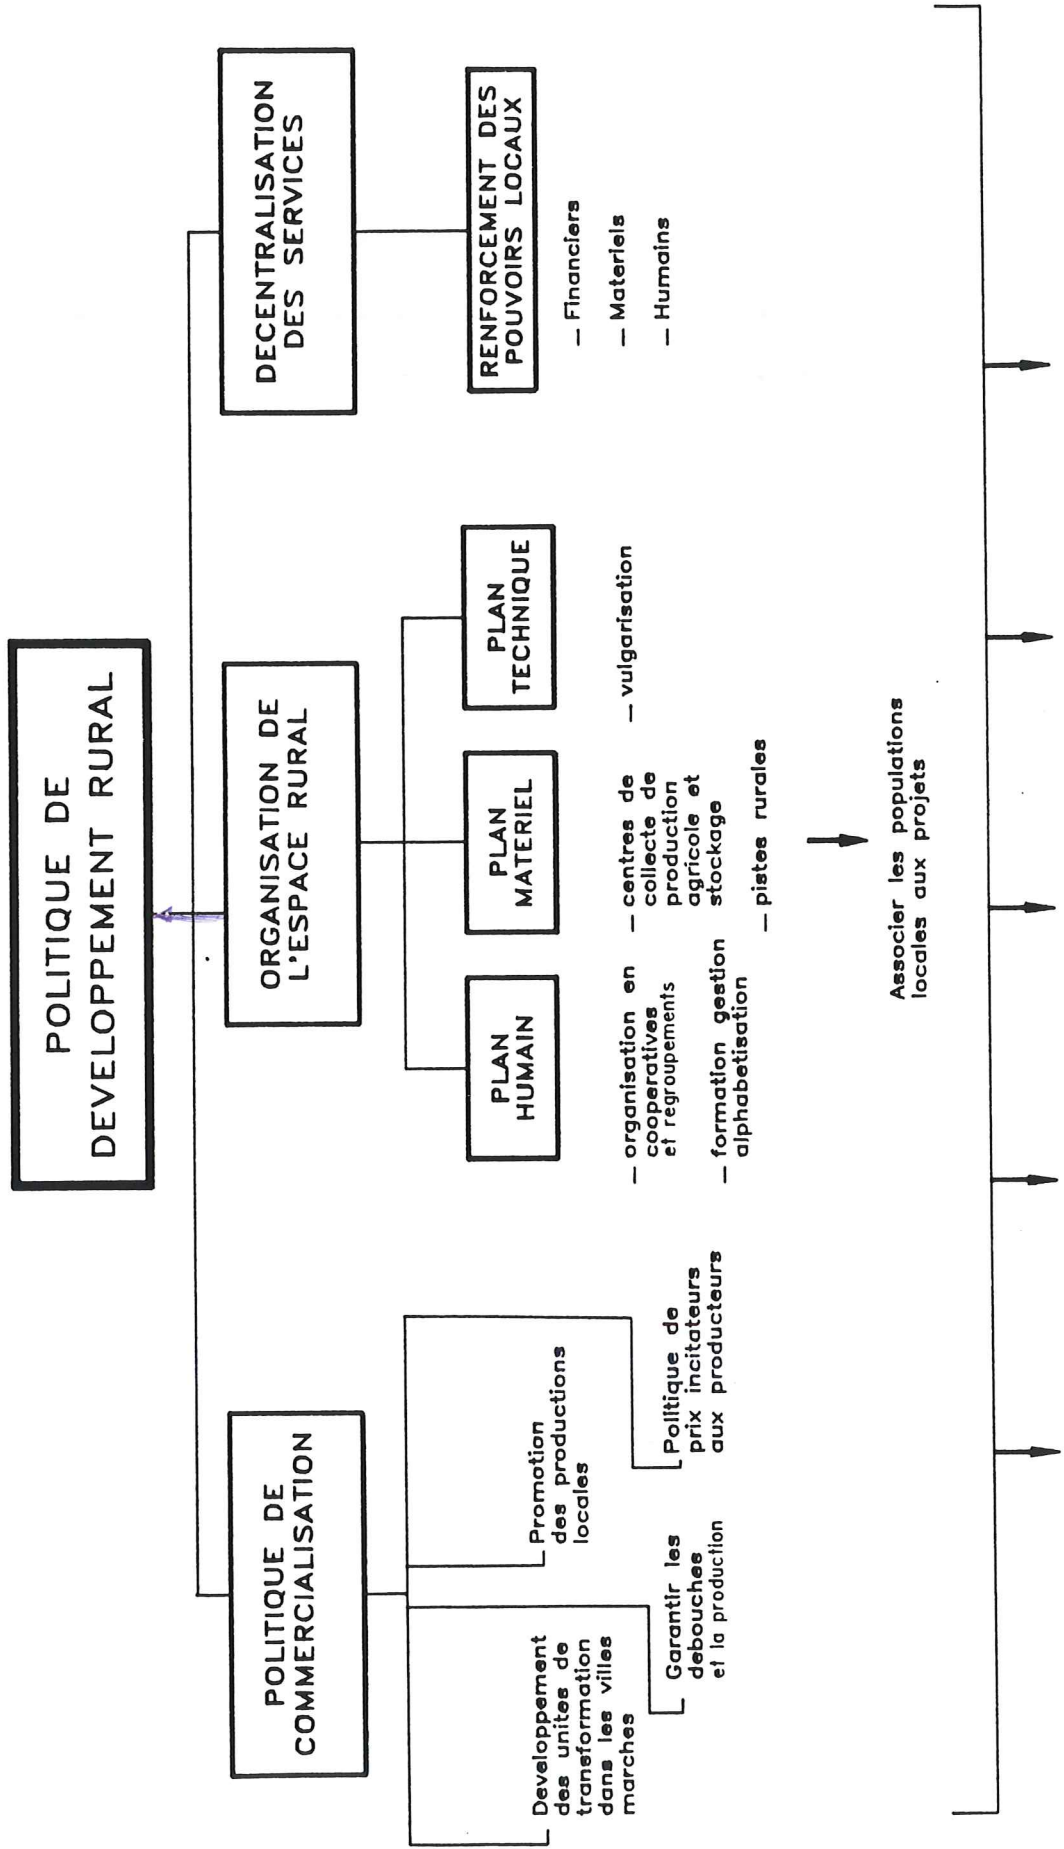 POLITIQUE DE
DEVELOPPEMENT RURAL
POLITIQUE DE
COMMERCIALISATION
ORGANISATION DE
L'ESPACE RURAL
DECENTRALISATION
DES SERVICES
PLAN
HUMAIN
PLAN
MATERIEL
PLAN
TECHNIQUE
RENFORCEMENT DES
POUVOIRS LOCAUX
Developpement
des unites de
transformation
dans les villes
marches
Promotion
des productions
locales
Garantir les
debouches
et la production
Politique de
prix incitateurs
aux producteurs
— organisation en
cooperatives
et regroupements
— formation gestion
alphabetisation
— centres de
collecte de
production
agricole et
stockage
— pistes rurales
— vulgarisation
— Financiers
— Materiels
— Humains
Associer les populations
locales aux projets